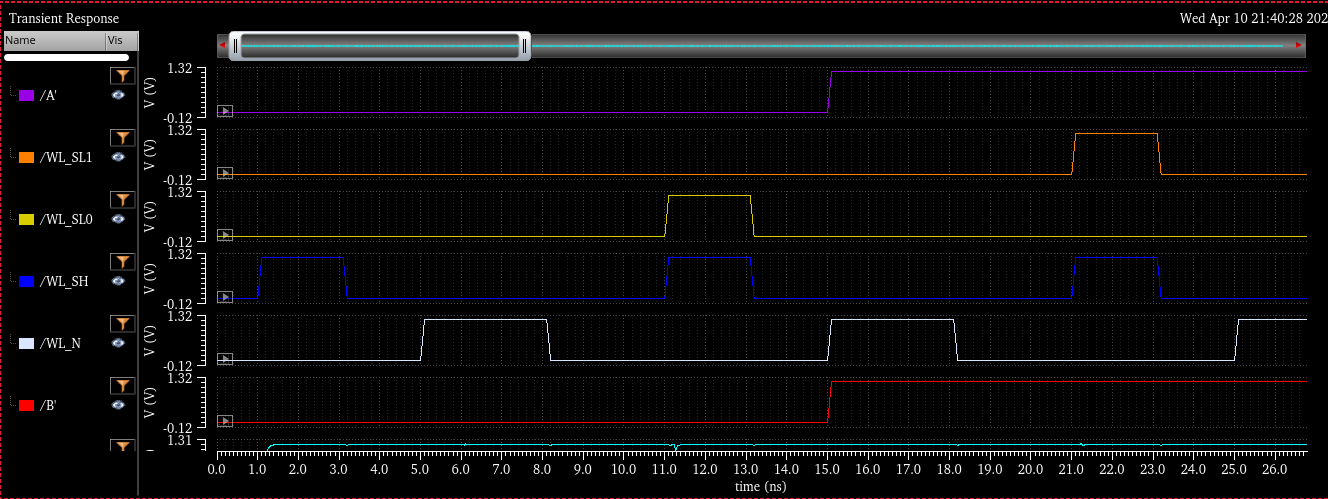 Transient Response
Wed Apr 10 21:40:28 202
Name Vis
/A'
1.32
V (V)
-0.12
/WL_SL1
1.32
V (V)
-0.12
/WL_SL0
1.32
V (V)
-0.12
/WL_SH
1.32
V (V)
-0.12
/WL_N
1.32
V (V)
-0.12
/B'
1.32
V (V)
-0.12
1.31
0.0 1.0 2.0 3.0 4.0 5.0 6.0 7.0 8.0 9.0 10.0 11.0 12.0 13.0 14.0 15.0 16.0 17.0 18.0 19.0 20.0 21.0 22.0 23.0 24.0 25.0 26.0
time (ns)